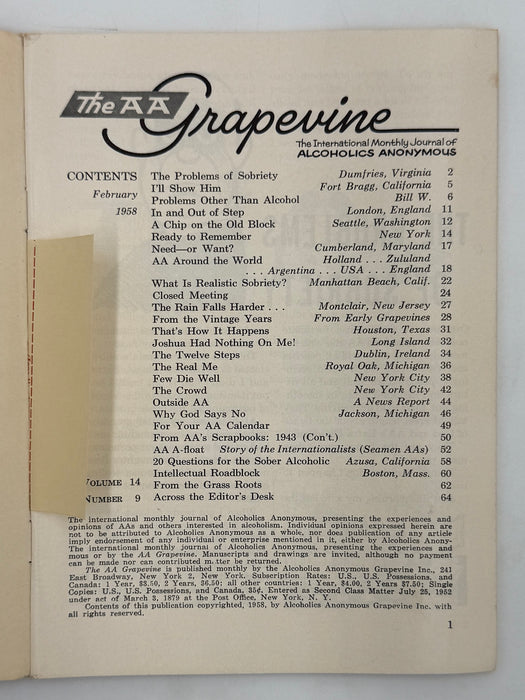 The AA Grapevine
The International Monthly Journal of
ALCOHOLICS ANONYMOUS
CONTENTS
February
1958
The Problems of Sobriety Dumfries, Virginia 2
I'll Show Him Fort Bragg, California 5
Problems Other Than Alcohol Bill W. 6
In and Out of Step London, England 11
A Chip on the Old Block Seattle, Washington 12
Ready to Remember New York 14
Need—or Want? Cumberland, Maryland 17
AA Around the World Holland . . . Zululand
. . . Argentina . . . USA . . . England 18
What Is Realistic Sobriety? Manhattan Beach, Calif. 22
Closed Meeting 24
The Rain Falls Harder . . . Montclair, New Jersey 27
From the Vintage Years From Early Grapevines 28
That's How It Happens Houston, Texas 31
Joshua Had Nothing On Me! Long Island 32
The Twelve Steps Dublin, Ireland 34
The Real Me Royal Oak, Michigan 36
Few Die Well New York City 38
The Crowd New York City 42
Outside AA A News Report 44
Why God Says No Jackson, Michigan 46
For Your AA Calendar 49
From AA's Scrapbooks: 1943 (Con't.) 50
AA A-float Story of the Internationalists (Seamen AAs) 52
20 Questions for the Sober Alcoholic Azusa, California 58
Intellectual Roadblock Boston, Mass. 60
VOLUME 14 From the Grass Roots 62
NUMBER 9 Across the Editor's Desk 64
The international monthly journal of Alcoholics Anonymous, presenting the experiences and
opinions of AAs and others interested in alcoholism. Individual opinions expressed herein are
not to be attributed to Alcoholics Anonymous as a whole, nor does publication of any article
imply endorsement of any individual or enterprise mentioned in it, either by Alcoholics Anony-
The international monthly journal of Alcoholics Anonymous, presenting the experiences and
mous or by the AA Grapevine. Manuscripts and drawings are invited, although no payment
can be made nor can contributed m.tter be returned.
The AA Grapevine is published monthly by the Alcoholics Anonymous Grapevine Inc., 241
East Broadway, New York 2, New York. Subscription Rates: U.S., U.S. Possessions, and
Canada: 1 Year, $3.50, 2 Years, $6.50; all other countries: 1 Year, $4.00, 2 Years $7.50; Single
Copies: U.S., U.S. Possessions, and Canada, 35¢. Entered as Second Class Matter July 25, 1952
under act of March 3, 1879 at the Post Office, New York, N. Y.
Contents of this publication copyrighted, 1958, by Alcoholics Anonymous Grapevine Inc. with
all rights reserved.
1